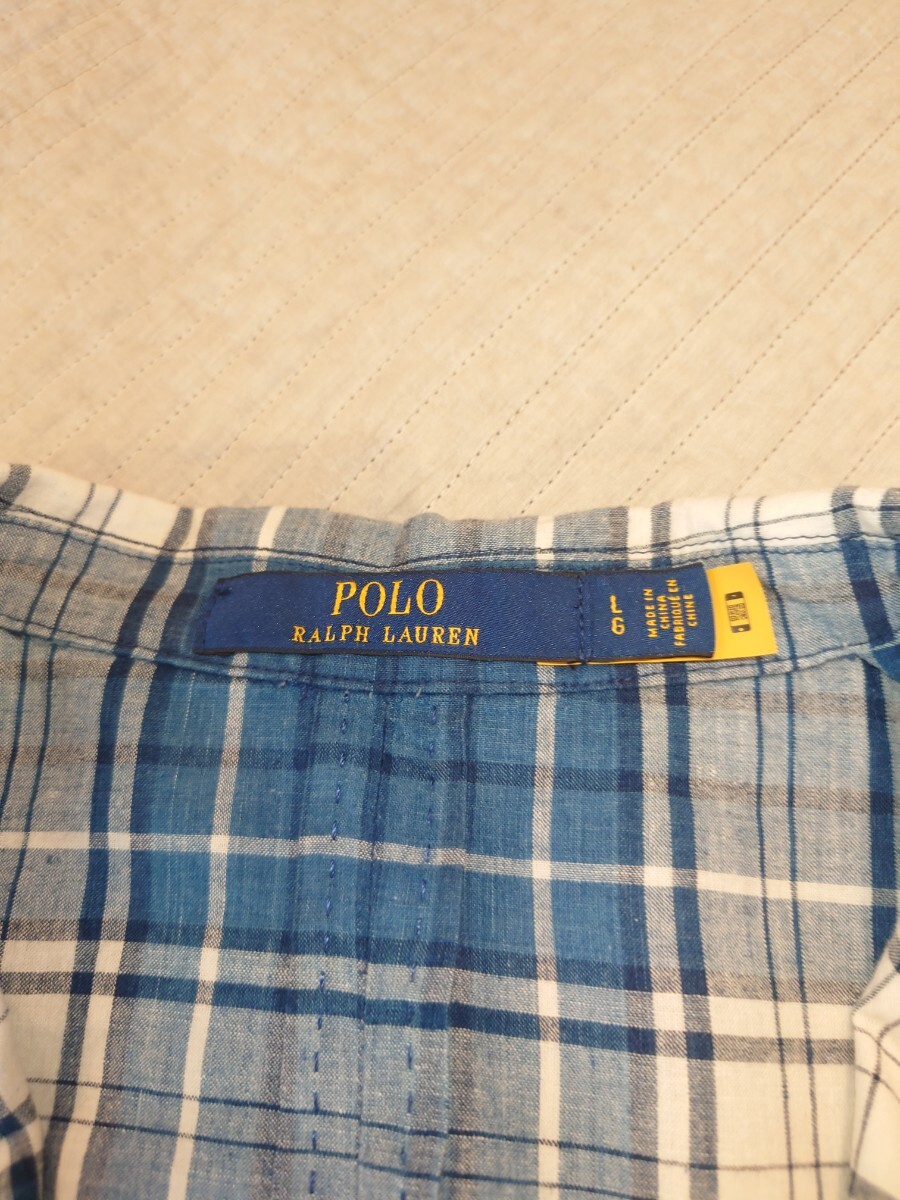 POLO
RALPH LAUREN
L
G
MADE IN
CHINA
FABRIQUÉ EN
CHINE